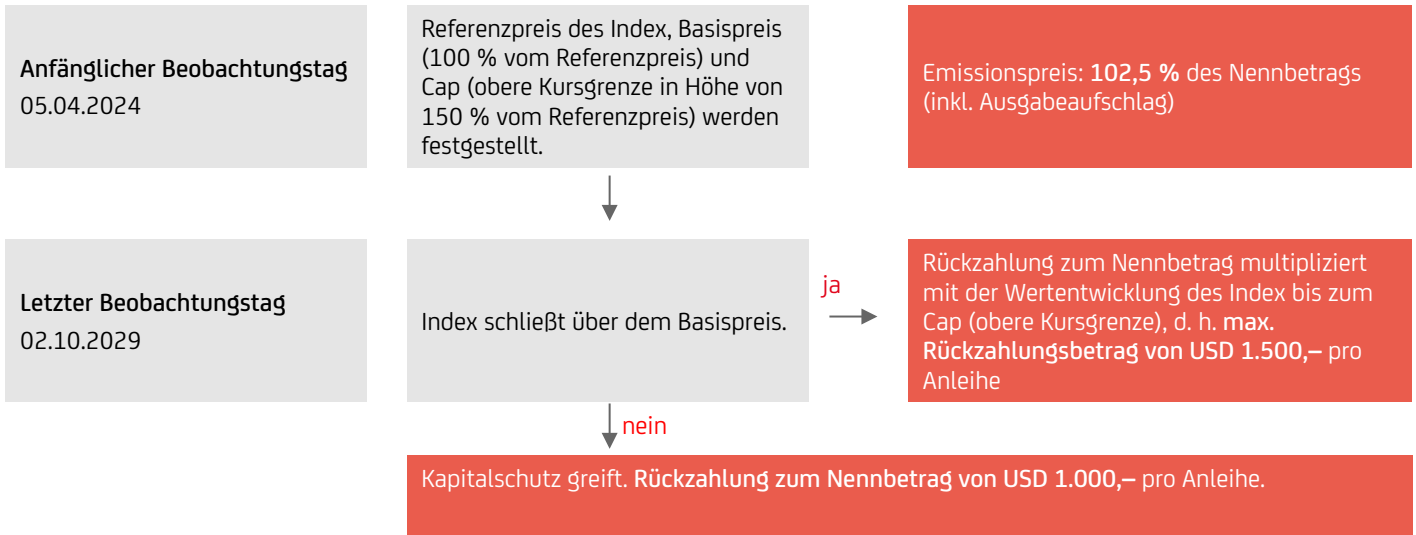 Anfänglicher Beobachtungstag
05.04.2024
Referenzpreis des Index, Basispreis
(100 % vom Referenzpreis) und
Cap (obere Kursgrenze in Höhe von
150 % vom Referenzpreis) werden
festgestellt.
Emissionspreis: 102,5 % des Nennbetrags
(inkl. Ausgabeaufschlag)
Letzter Beobachtungstag
02.10.2029
Index schließt über dem Basispreis.
ja
Rückzahlung zum Nennbetrag multipliziert
mit der Wertentwicklung des Index bis zum
Cap (obere Kursgrenze), d. h. max.
Rückzahlungsbetrag von USD 1.500,– pro
Anleihe
nein
Kapitalschutz greift. Rückzahlung zum Nennbetrag von USD 1.000,– pro Anleihe.